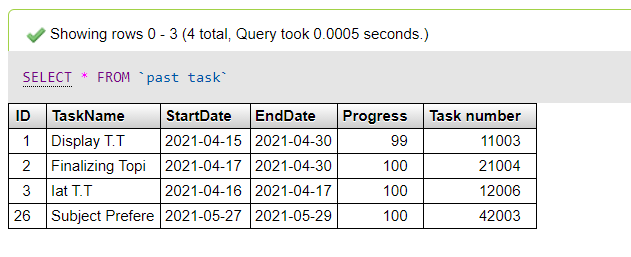 Showing rows 0 - 3 (4 total, Query took 0.0005 seconds.)
SELECT * FROM `past task`
ID TaskName StartDate EndDate Progress Task number
1 Display T.T 2021-04-15 2021-04-30 99 11003
2 Finalizing Topi 2021-04-17 2021-04-30 100 21004
3 Iat T.T 2021-04-16 2021-04-17 100 12006
26 Subject Prefere 2021-05-27 2021-05-29 100 42003